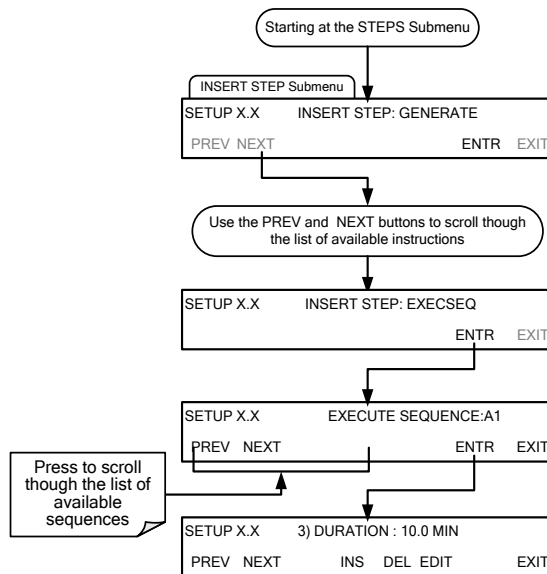 Starting at the STEPS Submenu
INSERT STEP Submenu
SETUP X.X INSERT STEP: GENERATE
PREV NEXT ENTR EXIT
Use the PREV and NEXT buttons to scroll though
the list of available instructions
SETUP X.X INSERT STEP: EXECSEQ
ENTR EXIT
SETUP X.X EXECUTE SEQUENCE:A1
PREV NEXT ENTR EXIT
Press to scroll
though the list of
available
sequences
SETUP X.X 3) DURATION : 10.0 MIN
PREV NEXT INS DEL EDIT EXIT